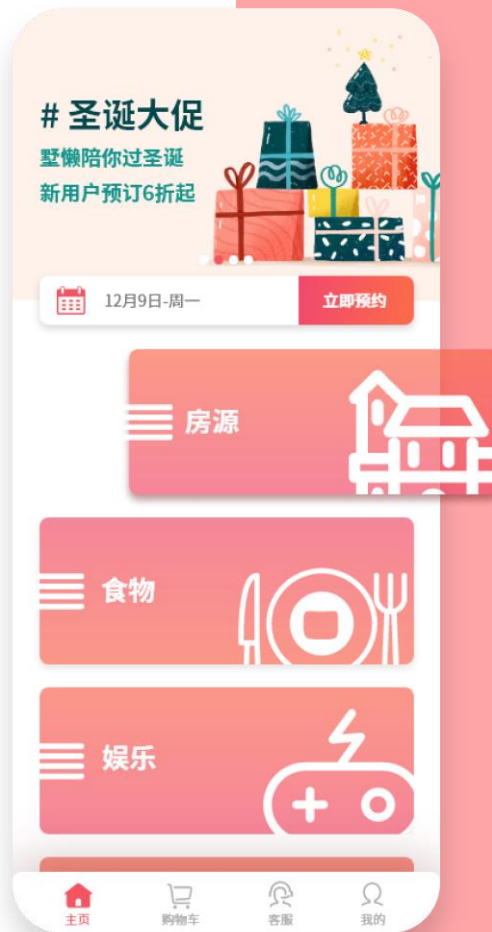 # 圣诞大促
墅懒陪你过圣诞
新用户预订6折起
12月9日-周一
立即预约
房源
食物
娱乐
主页
购物车
客服
我的